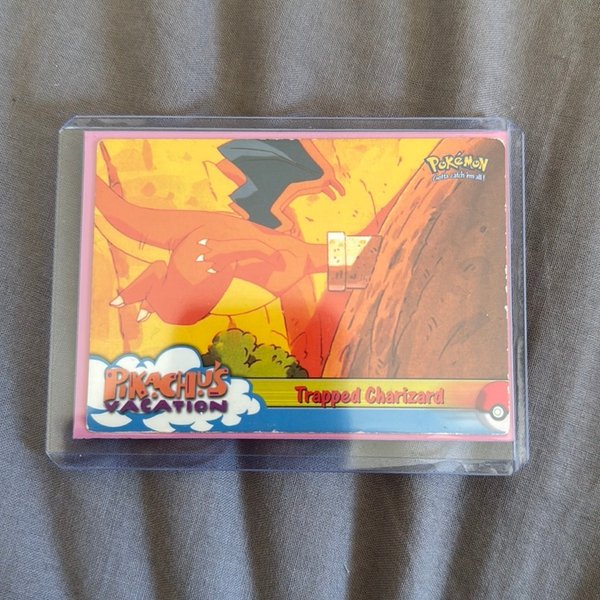 POKéMON
Gotta catch 'em all!
PIKACHU'S
VACATION
Trapped Charizard